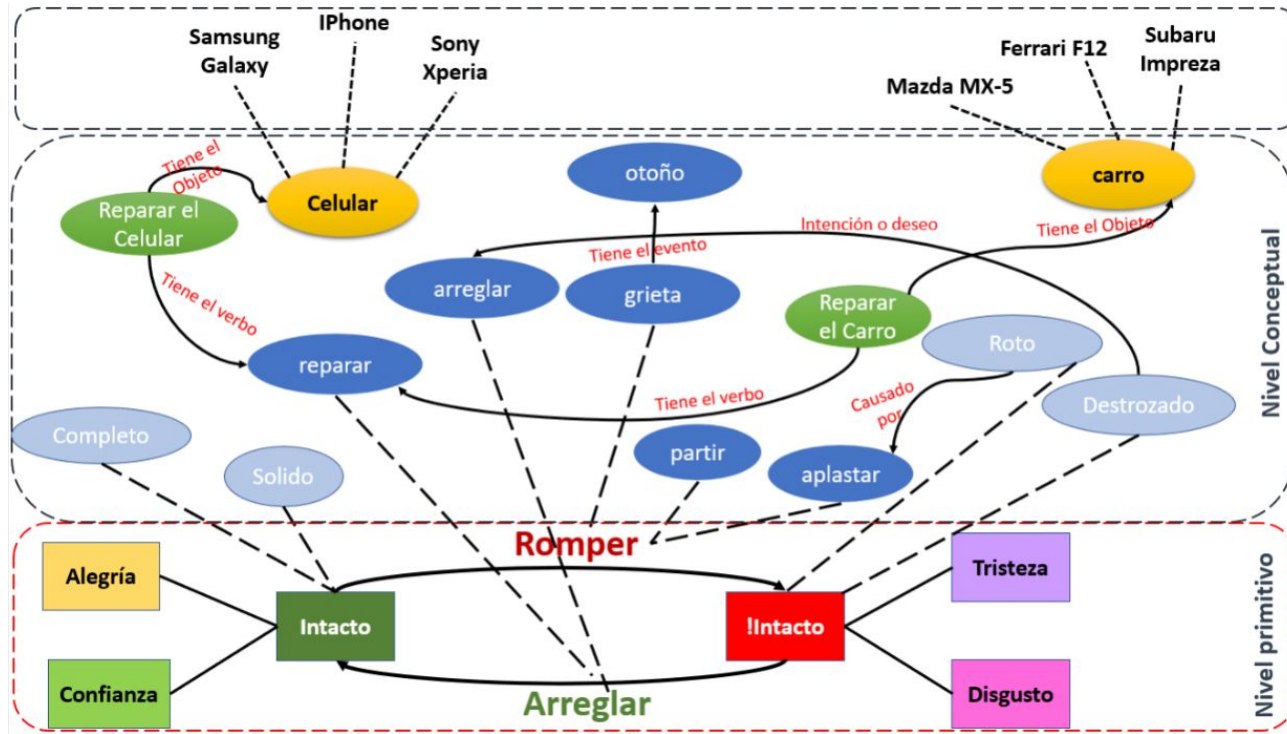 IPhone
Samsung
Galaxy
Sony
Xperia
Ferrari F12
Subaru
Impreza
Mazda MX-5
Tiene el
Objeto
Celular
otoño
carro
Reparar el
Celular
Intención o deseo
Tiene el Objeto
Tiene el evento
arreglar
grieta
Reparar
el Carro
Tiene el verbo
Roto
reparar
Tiene el verbo
Causado
por
Destrozado
Completo
partir
Solido
aplastar
Nivel Conceptual
Romper
Alegría
Tristeza
Intacto
!Intacto
Confianza
Arreglar
Disgusto
Nivel primitivo